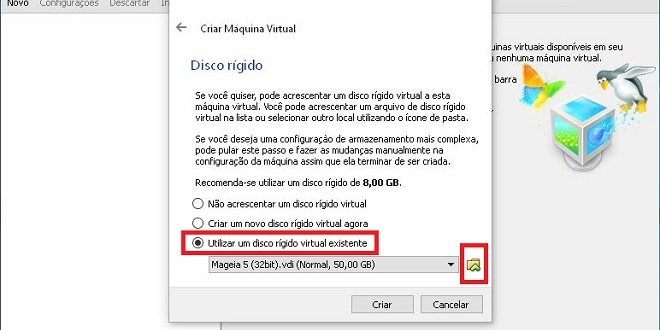 Novo Configurações Descartar
Criar Máquina Virtual
Disco rígido
Se você quiser, pode acrescentar um disco rígido virtual a esta
máquina virtual. Você pode acrescentar um arquivo de disco rígido
virtual na lista ou selecionar outro local utilizando o ícone de pasta.
Se você deseja uma configuração de armazenamento mais complexa,
pode pular este passo e fazer as mudanças manualmente na
configuração da máquina assim que ela terminar de ser criada.
Recomenda-se utilizar um disco rígido de 8,00 GB.
Não acrescentar um disco rígido virtual
Criar um novo disco rígido virtual agora
Utilizar um disco rígido virtual existente
Mageia 5 (32bit).vdi (Normal, 50,00 GB)
Criar Cancelar
uinas virtuais disponíveis em seu
nenhuma máquina virtual.
barra